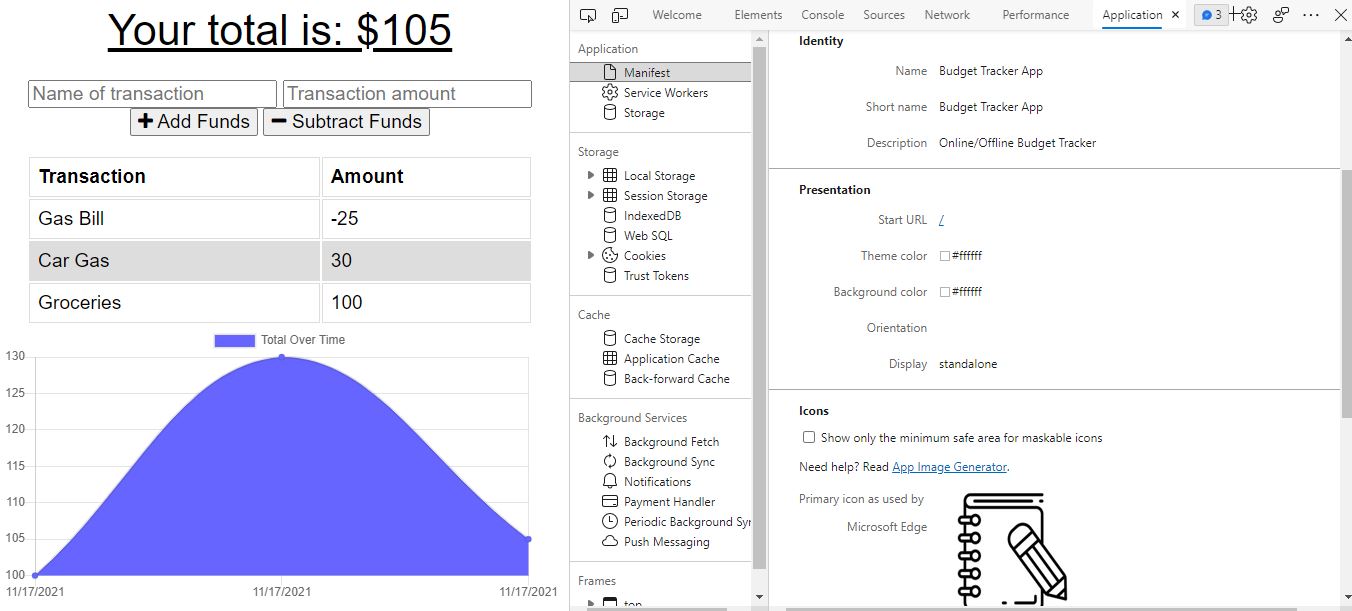 Your total is: $105
Name of transaction
Transaction amount
Add Funds
Subtract Funds
Transaction Amount
Gas Bill -25
Car Gas 30
Groceries 100
Total Over Time
130
125
120
115
110
105
100
11/17/2021 11/17/2021 11/17/2021
Welcome Elements Console Sources Network Performance Application 3
Application
Manifest
Service Workers
Storage
Storage
Local Storage
Session Storage
IndexedDB
Web SQL
Cookies
Trust Tokens
Cache
Cache Storage
Application Cache
Back-forward Cache
Background Services
Background Fetch
Background Sync
Notifications
Payment Handler
Periodic Background Syn
Push Messaging
Frames
top
Identity
Name Budget Tracker App
Short name Budget Tracker App
Description Online/Offline Budget Tracker
Presentation
Start URL /
Theme color #ffffff
Background color #ffffff
Orientation
Display standalone
Icons
Show only the minimum safe area for maskable icons
Need help? Read App Image Generator.
Primary icon as used by
Microsoft Edge